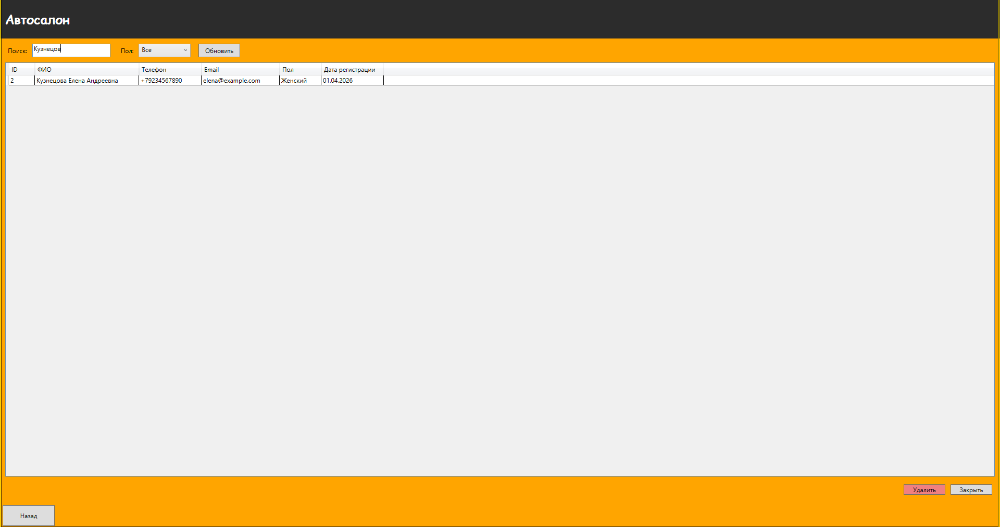 Автосалон
Поиск: Кузнецов Пол: Все Обновить
ID ФИО Телефон Email Пол Дата регистрации
2 Кузнецова Елена Андреевна +79234567890 elena@example.com Женский 01.04.2026
Удалить Закрыть
Назад